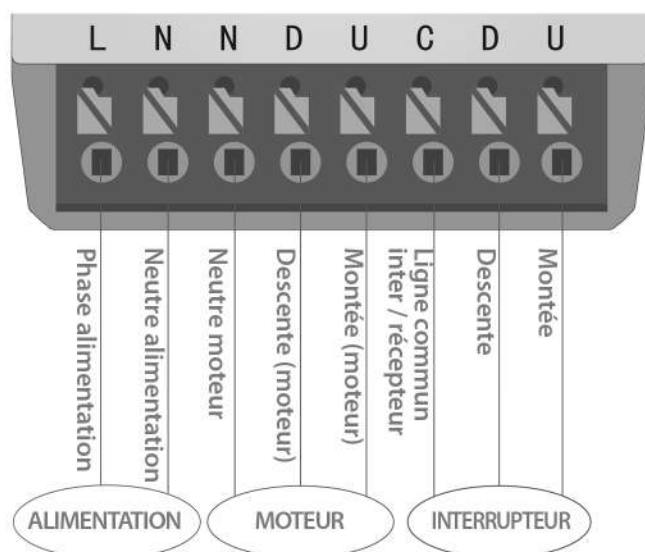 L N N D U C D U
Phase alimentation
Neutre alimentation
Neutre moteur
Descente (moteur)
Montée (moteur)
Ligne commun
inter / récepteur
Descente
Montée
ALIMENTATION
MOTEUR
INTERRUPTEUR